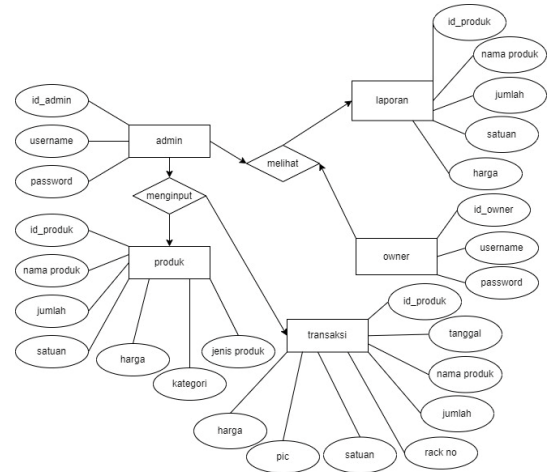 id_produk
nama produk
laporan
jumlah
id_admin
satuan
username
admin
melihat
harga
password
menginput
id_owner
id_produk
username
owner
nama produk
produk
password
id_produk
jumlah
tanggal
transaksi
satuan
harga
jenis produk
nama produk
kategori
jumlah
harga
pic
satuan
rack no